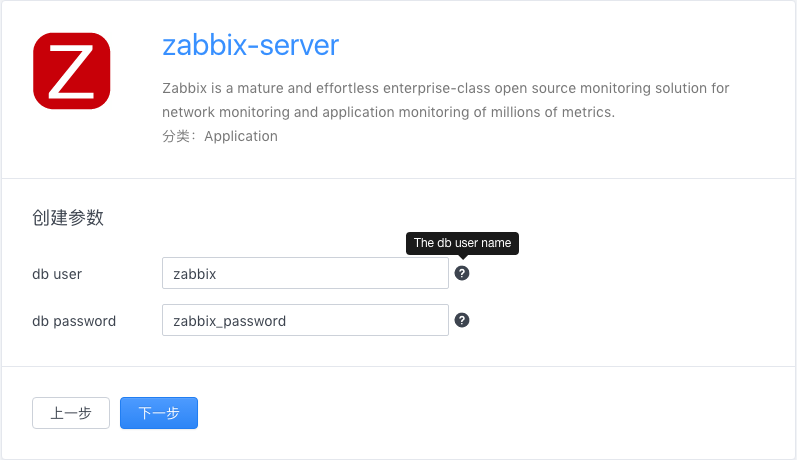 Z
zabbix-server
Zabbix is a mature and effortless enterprise-class open source monitoring solution for
network monitoring and application monitoring of millions of metrics.
分类：Application
创建参数
The db user name
db user
zabbix
?
db password
zabbix_password
?
上一步
下一步